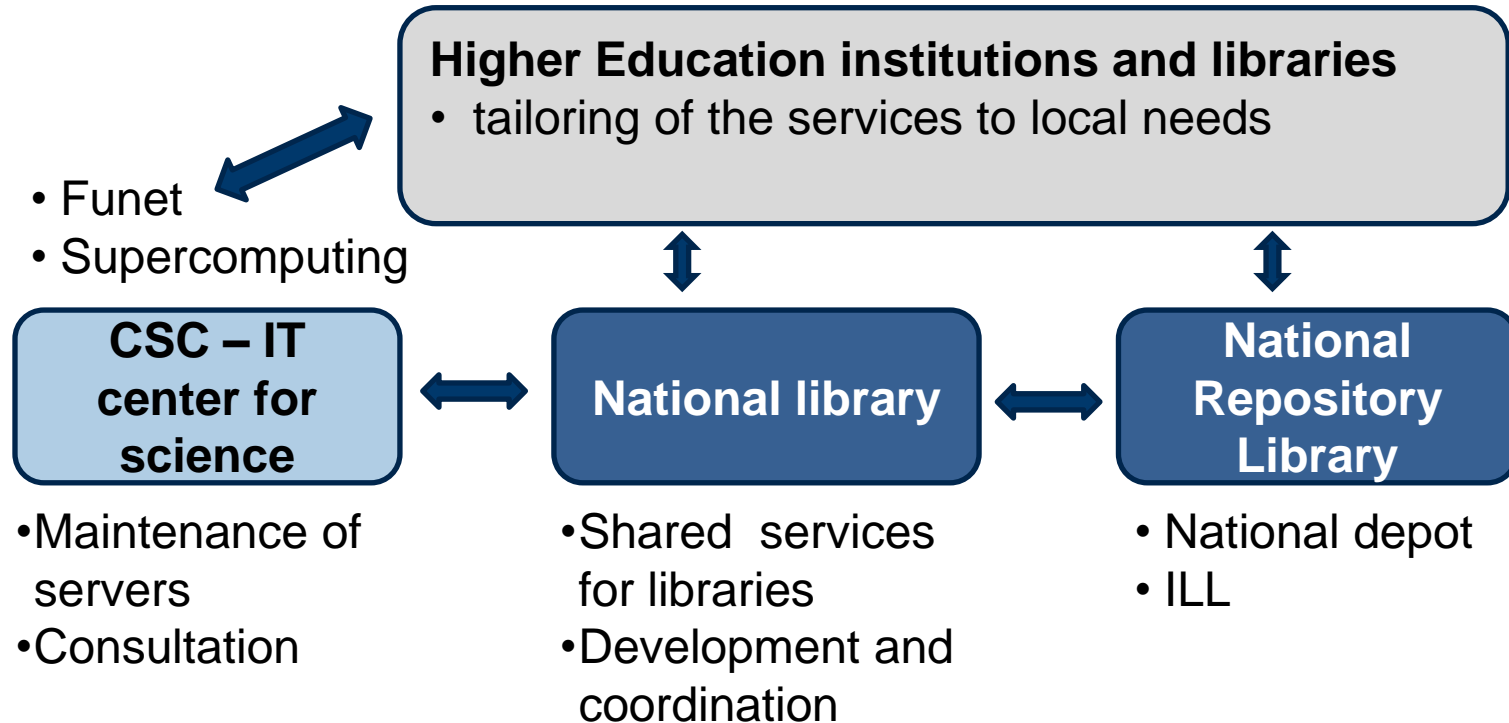 Higher Education institutions and libraries
• tailoring of the services to local needs
• Funet
• Supercomputing
CSC – IT
center for
science
•Maintenance of
servers
•Consultation
National library
•Shared services
for libraries
•Development and
coordination
National
Repository
Library
• National depot
• ILL